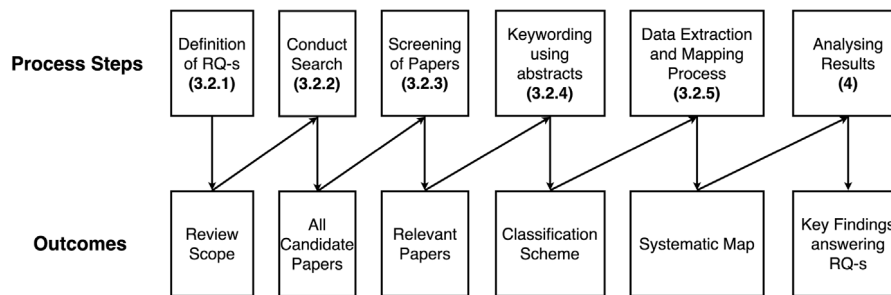 Process Steps
Definition
of RQ-s
(3.2.1)
Conduct
Search
(3.2.2)
Screening
of Papers
(3.2.3)
Keywording
using
abstracts
(3.2.4)
Data Extraction
and Mapping
Process
(3.2.5)
Analysing
Results
(4)
Outcomes
Review
Scope
All
Candidate
Papers
Relevant
Papers
Classification
Scheme
Systematic Map
Key Findings
answering
RQ-s